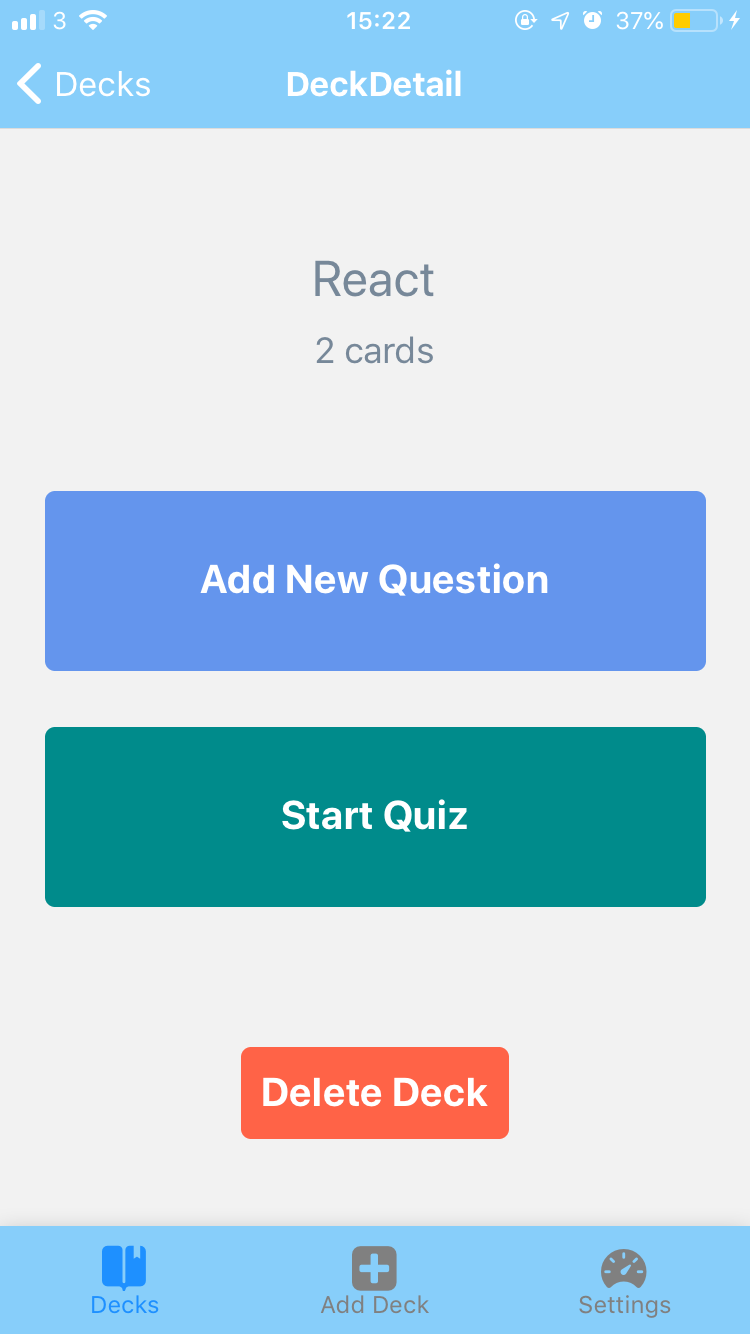 3 15:22 37%
Decks DeckDetail
React
2 cards
Add New Question
Start Quiz
Delete Deck
Decks Add Deck Settings